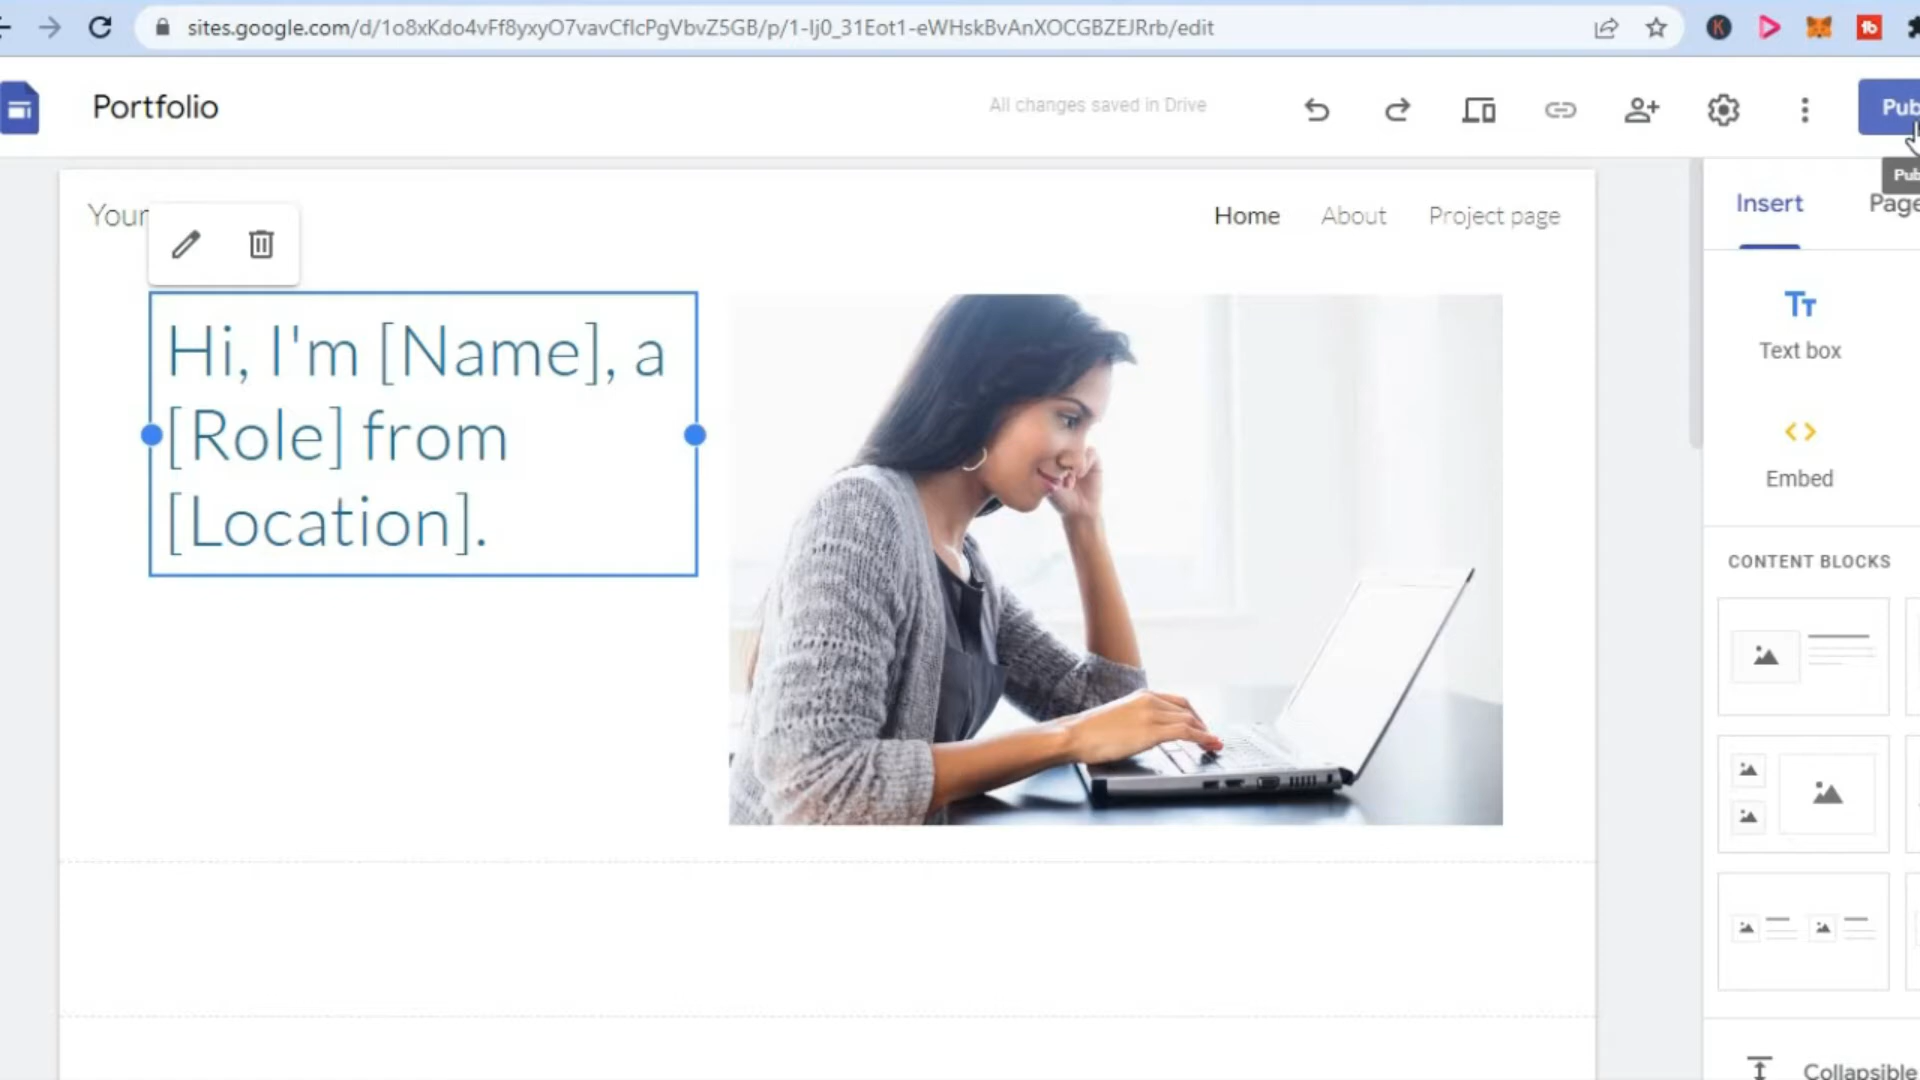 sites.google.com/d/1o8xKdo4vFf8yxyO7vavCflcPgVbvZ5GB/p/1-Ij0_31Eot1-eWHskBvAnXOCGBZEJRrb/edit
Portfolio
All changes saved in Drive
Pub
Pub
Your
Home About Project page
Insert Page
Hi, I'm [Name], a
[Role] from
[Location].
Text box
Embed
CONTENT BLOCKS
Collapsible